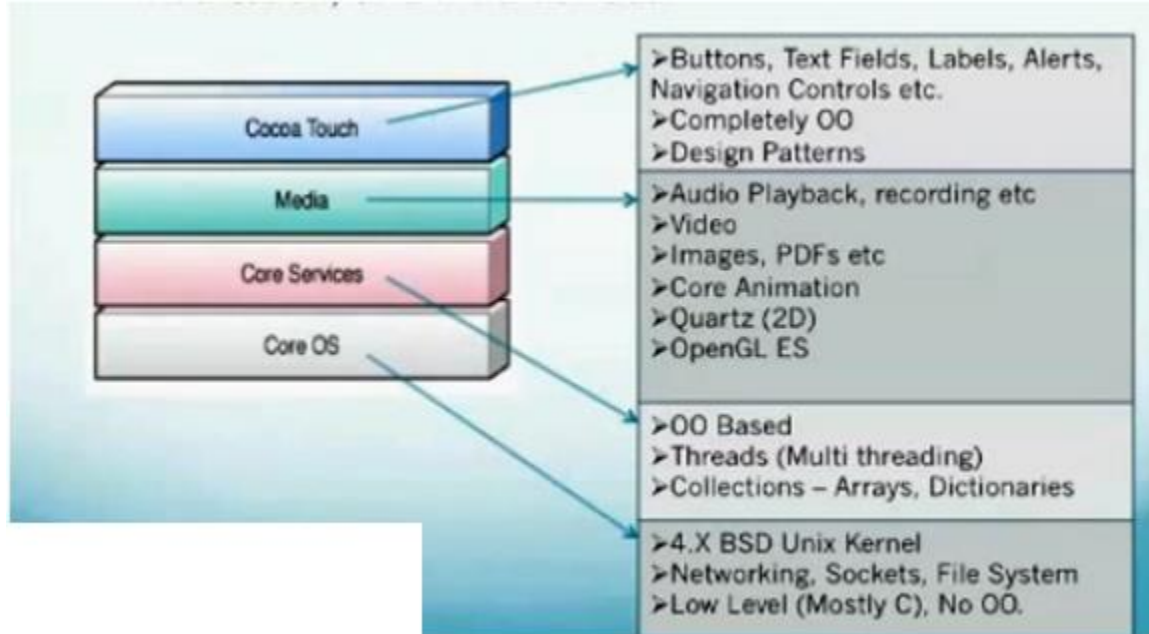 Cocoa Touch
Media
Core Services
Core OS
➢Buttons, Text Fields, Labels, Alerts,
Navigation Controls etc.
➢Completely OO
➢Design Patterns
➢Audio Playback, recording etc
➢Video
➢Images, PDFs etc
➢Core Animation
➢Quartz (2D)
➢OpenGL ES
➢OO Based
➢Threads (Multi threading)
➢Collections – Arrays, Dictionaries
➢4.X BSD Unix Kernel
➢Networking, Sockets, File System
➢Low Level (Mostly C), No OO.